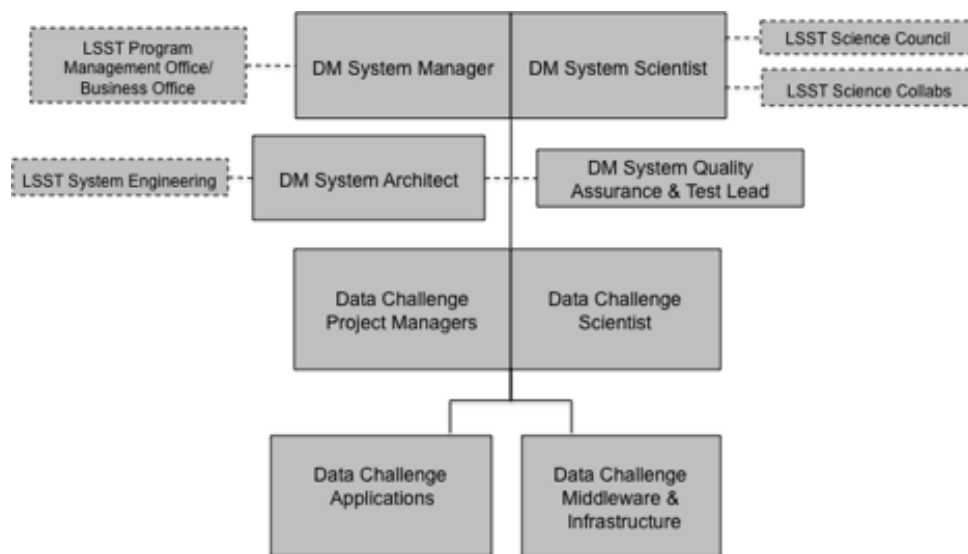 LSST Program
Management Office/
Business Office
DM System Manager
DM System Scientist
LSST Science Council
LSST Science Collabs
LSST System Engineering
DM System Architect
DM System Quality
Assurance & Test Lead
Data Challenge
Project Managers
Data Challenge
Scientist
Data Challenge
Applications
Data Challenge
Middleware &
Infrastructure